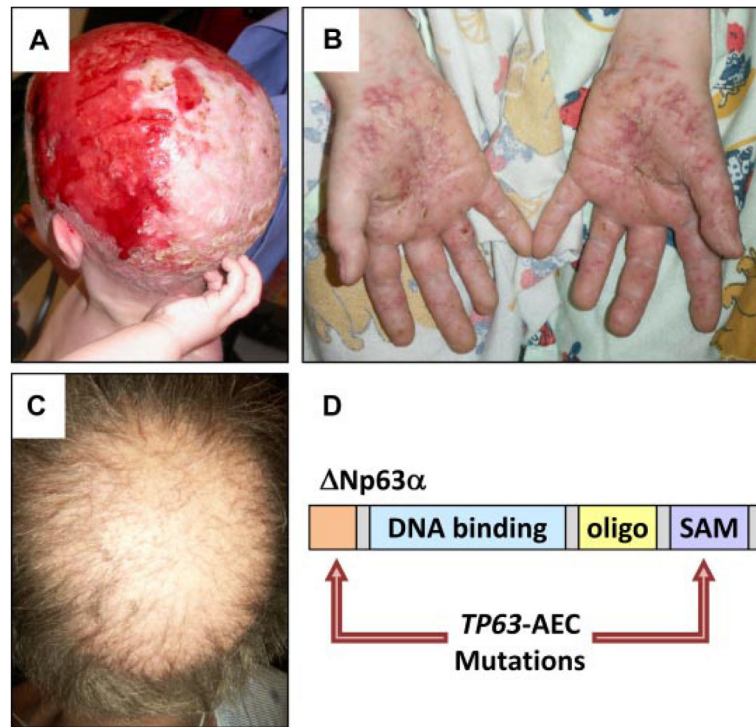 A
B
C
D
ΔNp63α
DNA binding
oligo
SAM
TP63-AEC
Mutations